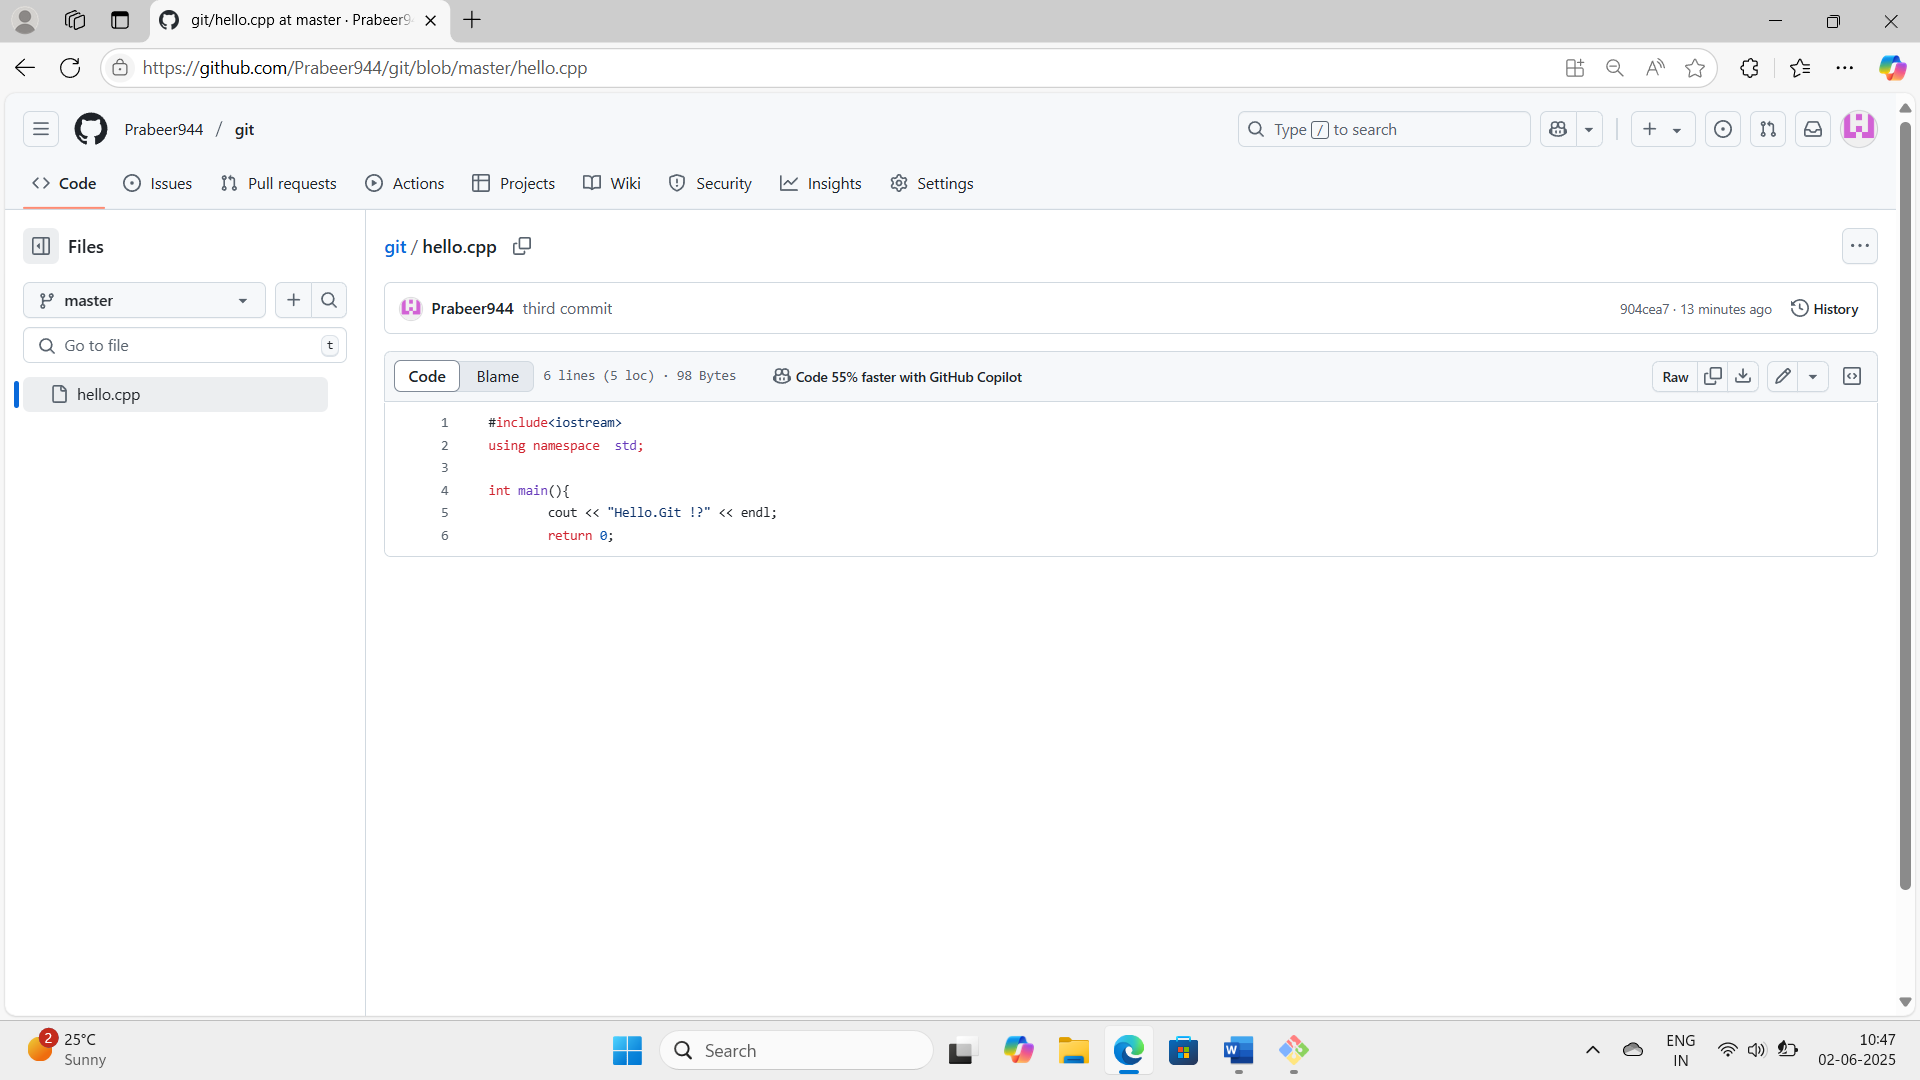 git/hello.cpp at master · Prabeer9
https://github.com/Prabeer944/git/blob/master/hello.cpp
Prabeer944 / git
Type / to search
Code Issues Pull requests Actions Projects Wiki Security Insights Settings
Files
git / hello.cpp
master
Prabeer944 third commit 904cea7 · 13 minutes ago History
Go to file t
hello.cpp
Code Blame 6 lines (5 loc) · 98 Bytes Code 55% faster with GitHub Copilot Raw
1 #include<iostream>
2 using namespace  std;
3
4 int main(){
5         cout << "Hello.Git !?" << endl;
6         return 0;
2 25°C
Sunny
Search
ENG
IN
10:47
02-06-2025